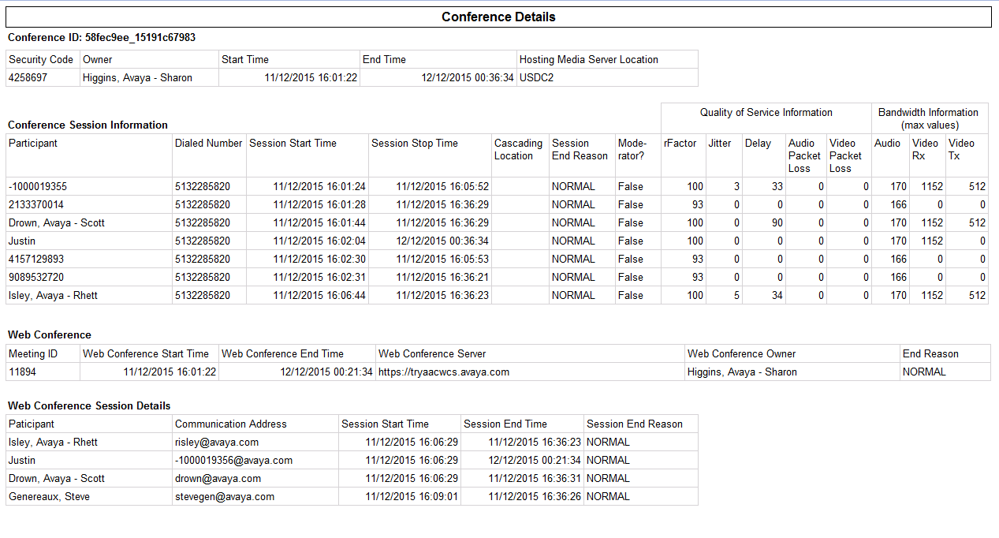 Conference Details
Conference ID: 58fec9ee_15191c67983
Security Code Owner Start Time End Time Hosting Media Server Location
4258697 Higgins, Avaya - Sharon 11/12/2015 16:01:22 12/12/2015 00:36:34 USDC2
Quality of Service Information Bandwidth Information
(max values)
Conference Session Information
Participant Dialed Number Session Start Time Session Stop Time Cascading Session Mode- rFactor Jitter Delay Audio Video Audio Video Video
Location End Reason rator? Packet Packet Rx Tx
Loss Loss
-1000019355 5132285820 11/12/2015 16:01:24 11/12/2015 16:05:52 NORMAL False 100 3 33 0 0 170 1152 512
2133370014 5132285820 11/12/2015 16:01:28 11/12/2015 16:36:29 NORMAL False 93 0 0 0 0 166 0 0
Drown, Avaya - Scott 5132285820 11/12/2015 16:01:44 11/12/2015 16:36:29 NORMAL False 100 0 90 0 0 170 1152 512
Justin 5132285820 11/12/2015 16:02:04 12/12/2015 00:36:34 NORMAL False 100 0 0 0 0 170 1152 0
4157129893 5132285820 11/12/2015 16:02:30 11/12/2015 16:05:53 NORMAL False 93 0 0 0 0 166 0 0
9089532720 5132285820 11/12/2015 16:02:31 11/12/2015 16:36:21 NORMAL False 93 0 0 0 0 166 0 0
Isley, Avaya - Rhett 5132285820 11/12/2015 16:06:44 11/12/2015 16:36:23 NORMAL False 100 5 34 0 0 170 1152 512
Web Conference
Meeting ID Web Conference Start Time Web Conference End Time Web Conference Server Web Conference Owner End Reason
11894 11/12/2015 16:01:22 12/12/2015 00:21:34 https://tryaacwcs.avaya.com Higgins, Avaya - Sharon NORMAL
Web Conference Session Details
Paticipant Communication Address Session Start Time Session End Time Session End Reason
Isley, Avaya - Rhett risley@avaya.com 11/12/2015 16:06:29 11/12/2015 16:36:23 NORMAL
Justin -1000019356@avaya.com 11/12/2015 16:06:29 12/12/2015 00:21:34 NORMAL
Drown, Avaya - Scott drown@avaya.com 11/12/2015 16:06:29 11/12/2015 16:36:31 NORMAL
Genereaux, Steve stevegen@avaya.com 11/12/2015 16:09:01 11/12/2015 16:36:26 NORMAL